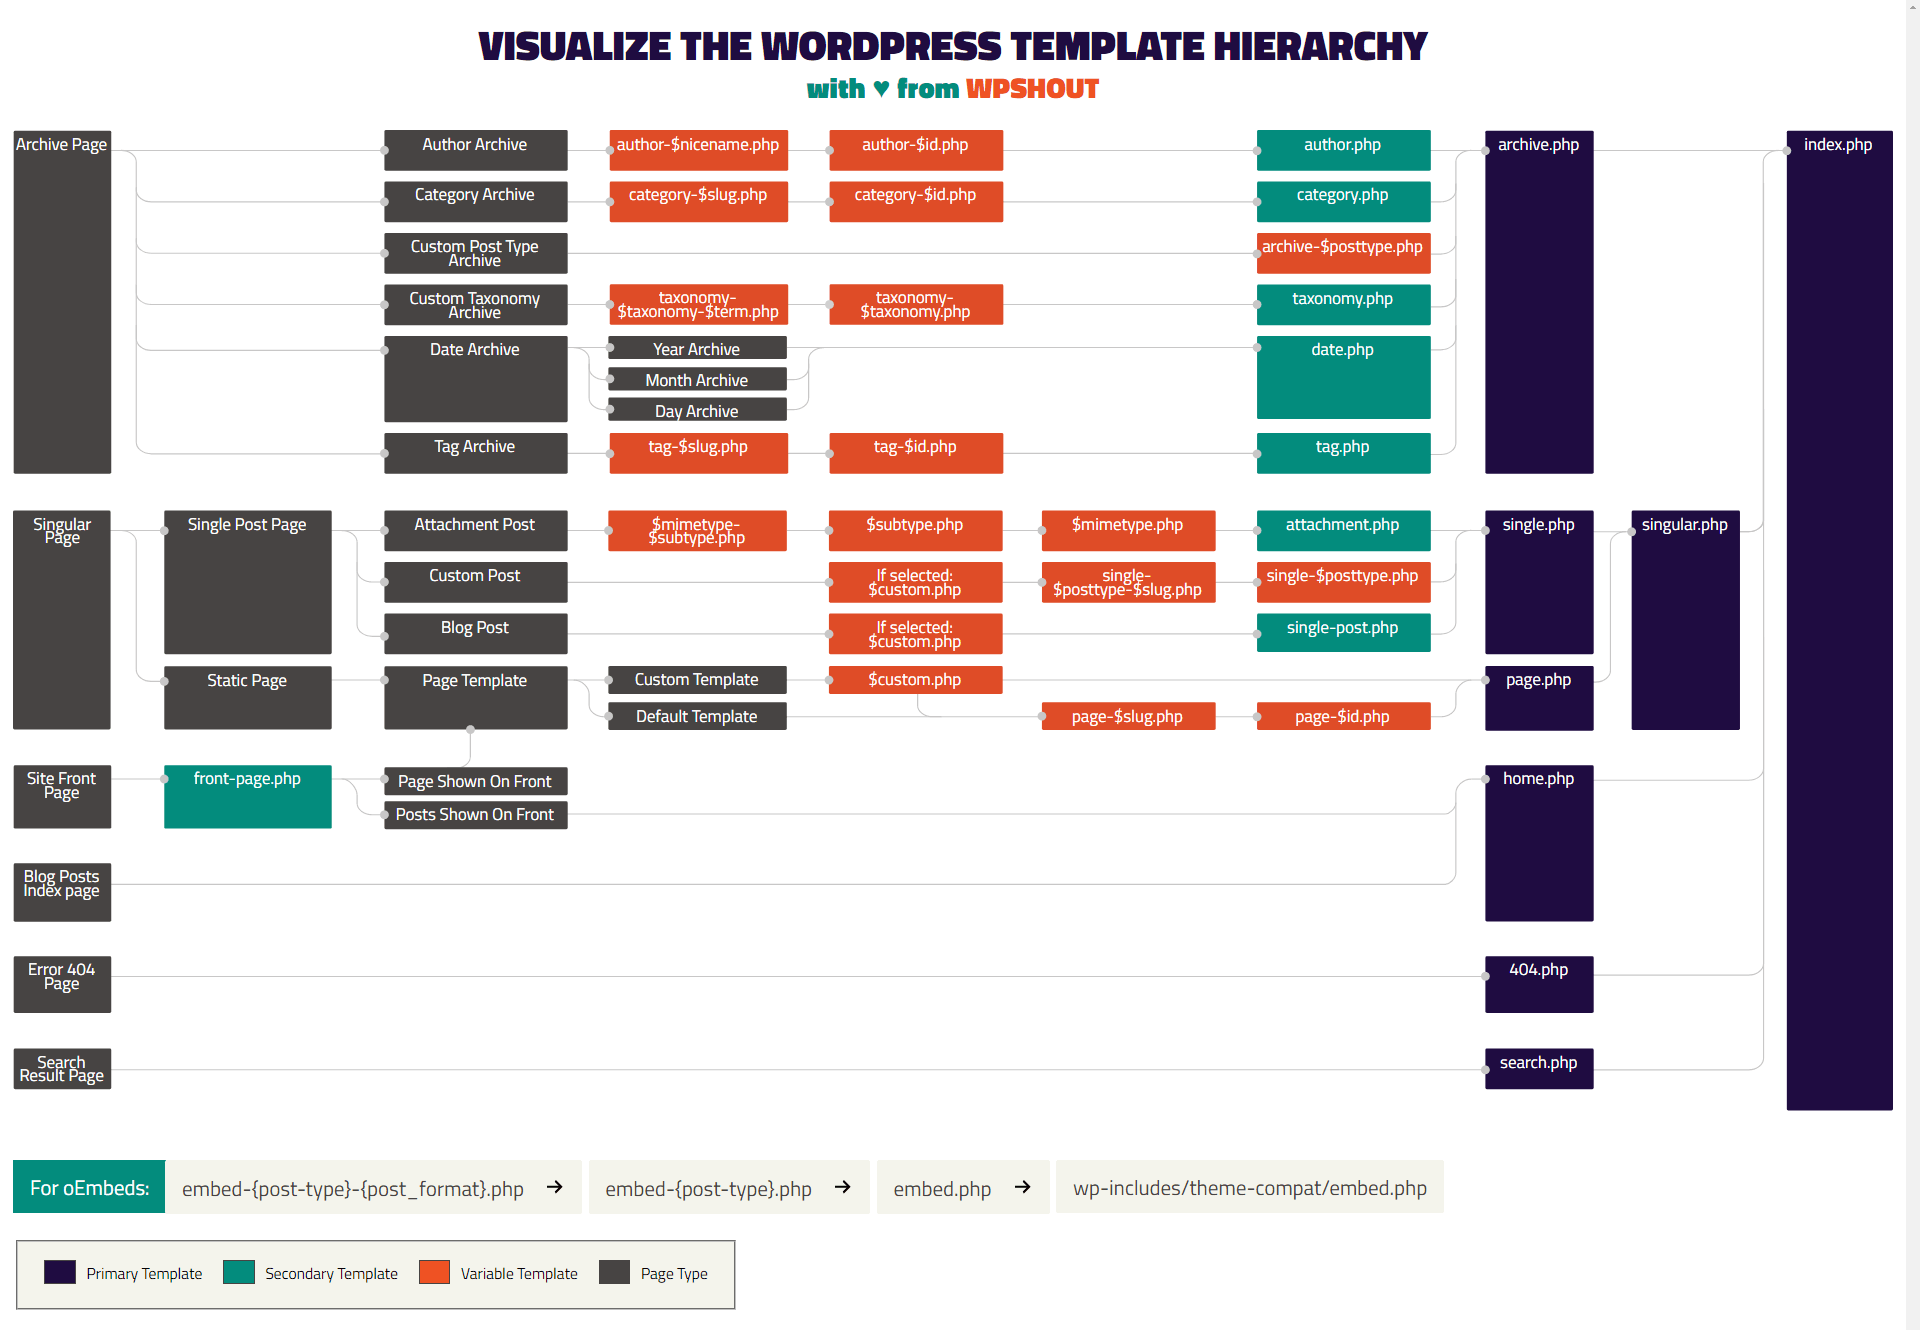 VISUALIZE THE WORDPRESS TEMPLATE HIERARCHY
with ♥ from WPSHOUT
Archive Page
Author Archive
author-$nicename.php
author-$id.php
author.php
archive.php
index.php
Category Archive
category-$slug.php
category-$id.php
category.php
Custom Post Type
Archive
archive-$posttype.php
Custom Taxonomy
Archive
taxonomy-
$taxonomy-$term.php
taxonomy-
$taxonomy.php
taxonomy.php
Date Archive
Year Archive
Month Archive
Day Archive
date.php
Tag Archive
tag-$slug.php
tag-$id.php
tag.php
Singular
Page
Single Post Page
Attachment Post
$mimetype-
$subtype.php
$subtype.php
$mimetype.php
attachment.php
single.php
singular.php
Custom Post
If selected:
$custom.php
single-
$posttype-$slug.php
single-$posttype.php
Blog Post
If selected:
$custom.php
single-post.php
Static Page
Page Template
Custom Template
$custom.php
page.php
Default Template
page-$slug.php
page-$id.php
Site Front
Page
front-page.php
Page Shown On Front
Posts Shown On Front
home.php
Blog Posts
Index page
Error 404
Page
404.php
Search
Result Page
search.php
For oEmbeds:
embed-{post-type}-{post_format}.php →
embed-{post-type}.php →
embed.php →
wp-includes/theme-compat/embed.php
Primary Template
Secondary Template
Variable Template
Page Type